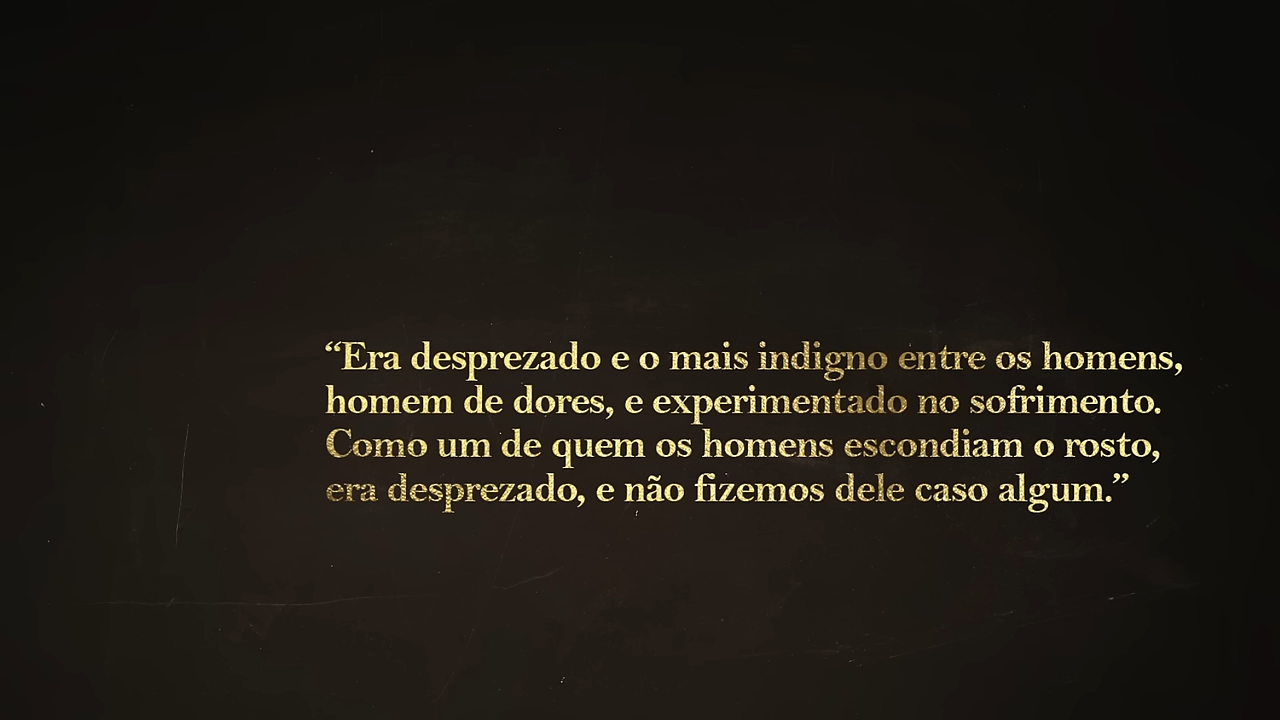 “Era desprezado e o mais indigno entre os homens,
homem de dores, e experimentado no sofrimento.
Como um de quem os homens escondiam o rosto,
era desprezado, e não fizemos dele caso algum.”